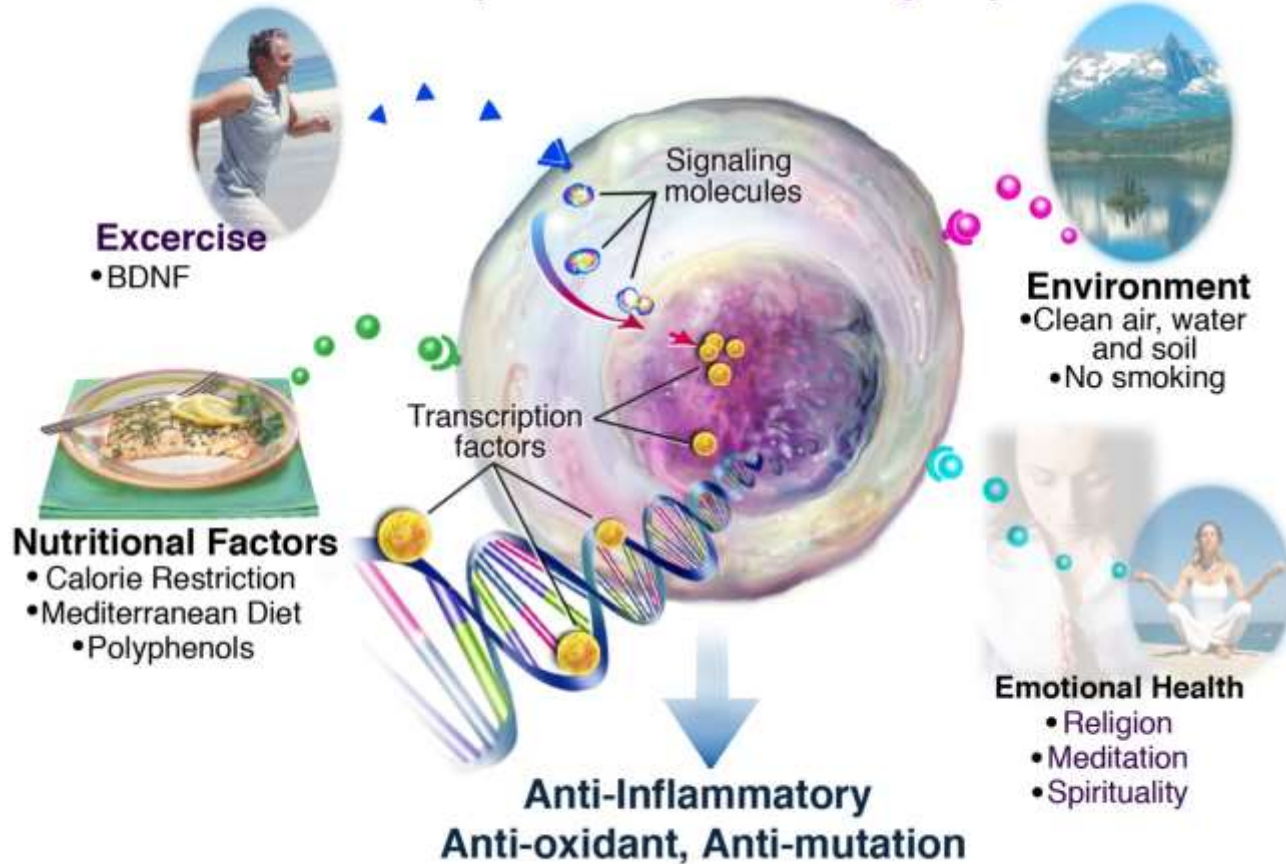 Signaling
molecules
Excercise
• BDNF
Environment
•Clean air, water
and soil
•No smoking
Transcription
factors
Nutritional Factors
• Calorie Restriction
•Mediterranean Diet
•Polyphenols
Emotional Health
• Religion
• Meditation
•Spirituality
Anti-Inflammatory
Anti-oxidant, Anti-mutation